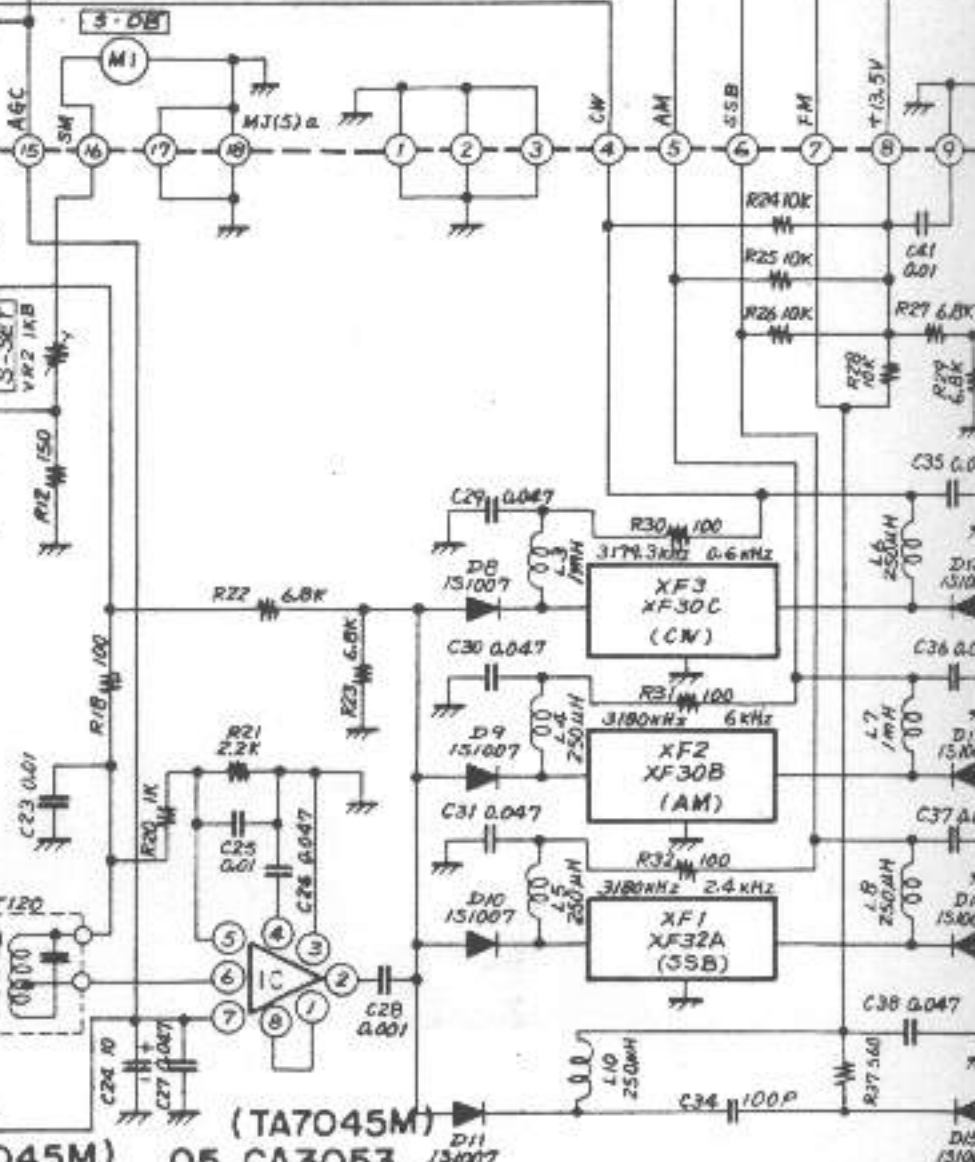 S-DB
M1
AGC
SM
MJ(S)a
CW
AM
SSB
FM
+13.5V
15
16
17
18
1
2
3
4
5
6
7
8
9
R24 10K
C41
0.01
R25 10K
R26 10K
R27 6.8K
S-SET
VR2 1KB
R28
10K
R29
6.8K
R12 150
C35
C29 0.047
R30 100
3179.3kHz 0.6kHz
L3
1mH
L6
250µH
D8
1S1007
XF3
XF30C
(CW)
R22 6.8K
R23 6.8K
C30 0.047
C36
R31 100
3180kHz 6kHz
R18 100
L4
250µH
L7
1mH
R21
2.2K
D9
1S1007
XF2
XF30B
(AM)
C23 0.01
R20 1K
C25
0.01
C26 0.047
C31 0.047
C37
R32 100
3180kHz 2.4kHz
L5
250µH
L8
250µH
D10
1S1007
XF1
XF32A
(SSB)
5
4
3
6
IC
2
7
8
1
C28
0.001
C38 0.047
C24 10
+
C27 0.047
L10
250µH
R37 560
C34 100P
(TA7045M)
D11
1S1007
045M)
05 CA3053